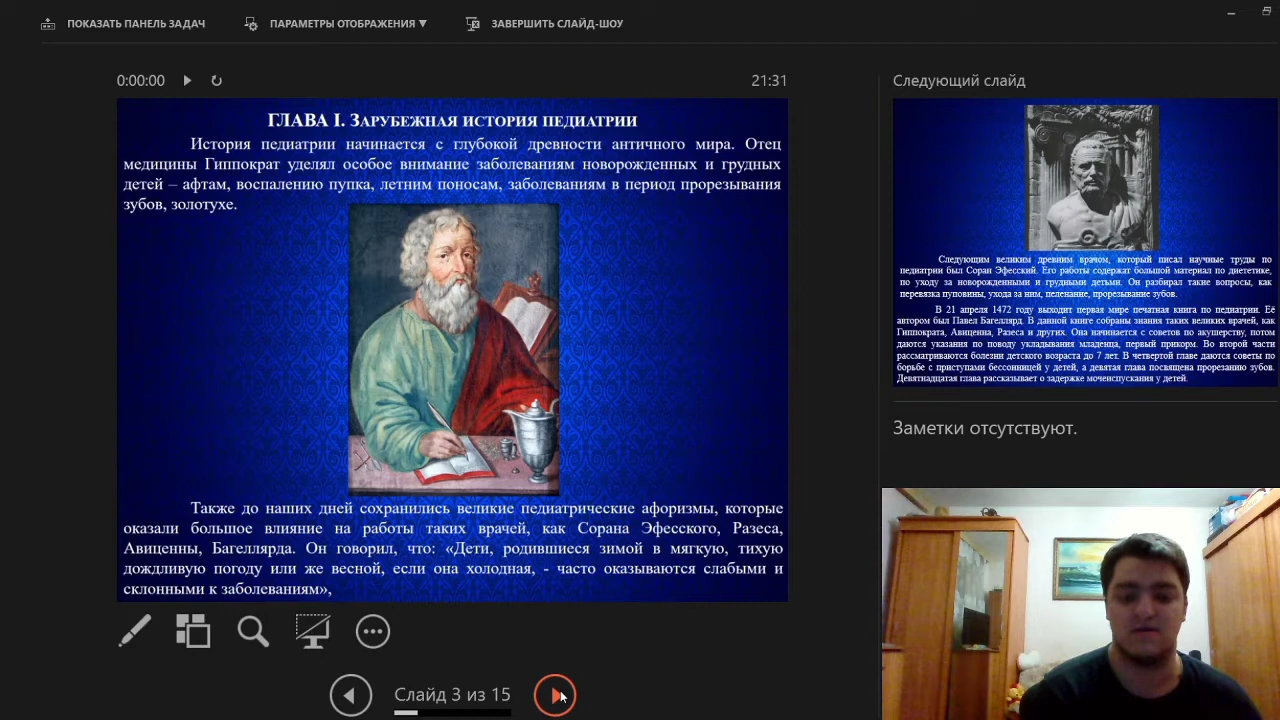 ПОКАЗАТЬ ПАНЕЛЬ ЗАДАЧ
ПАРАМЕТРЫ ОТОБРАЖЕНИЯ ▼
ЗАВЕРШИТЬ СЛАЙД-ШОУ
0:00:00
21:31
ГЛАВА I. ЗАРУБЕЖНАЯ ИСТОРИЯ ПЕДИАТРИИ
История педиатрии начинается с глубокой древности античного мира. Отец
медицины Гиппократ уделял особое внимание заболеваниям новорожденных и грудных
детей – афтам, воспалению пупка, летним поносам, заболеваниям в период прорезывания
зубов, золотухе.
Также до наших дней сохранились великие педиатрические афоризмы, которые
оказали большое влияние на работы таких врачей, как Сорана Эфесского, Разеса,
Авиценны, Багеллярда. Он говорил, что: «Дети, родившиеся зимой в мягкую, тихую
дождливую погоду или же весной, если она холодная, - часто оказываются слабыми и
склонными к заболеваниям»,
Слайд 3 из 15
Следующий слайд
Следующим великим древним врачом, который писал научные труды по
педиатрии был Соран Эфесский. Его работы содержат большой материал по диететике,
по уходу за новорожденными и грудными детьми. Он разбирал такие вопросы, как
перевязка пуповины, ухода за ним, пеленание, прорезывание зубов.
В 21 апреля 1472 году выходит первая мире печатная книга по педиатрии. Её
автором был Павел Багеллярд. В данной книге собраны знания таких великих врачей, как
Гиппократа, Авиценна, Разеса и других. Она начинается с советов по акушерству, потом
даются указания по поводу укладывания младенца, первый прикорм. Во второй части
рассматриваются болезни детского возраста до 7 лет. В четвертой главе даются советы по
борьбе с приступами бессонницей у детей, а девятая глава посвящена прорезанию зубов.
Девятнадцатая глава рассказывает о задержке мочеиспускания у детей.
Заметки отсутствуют.